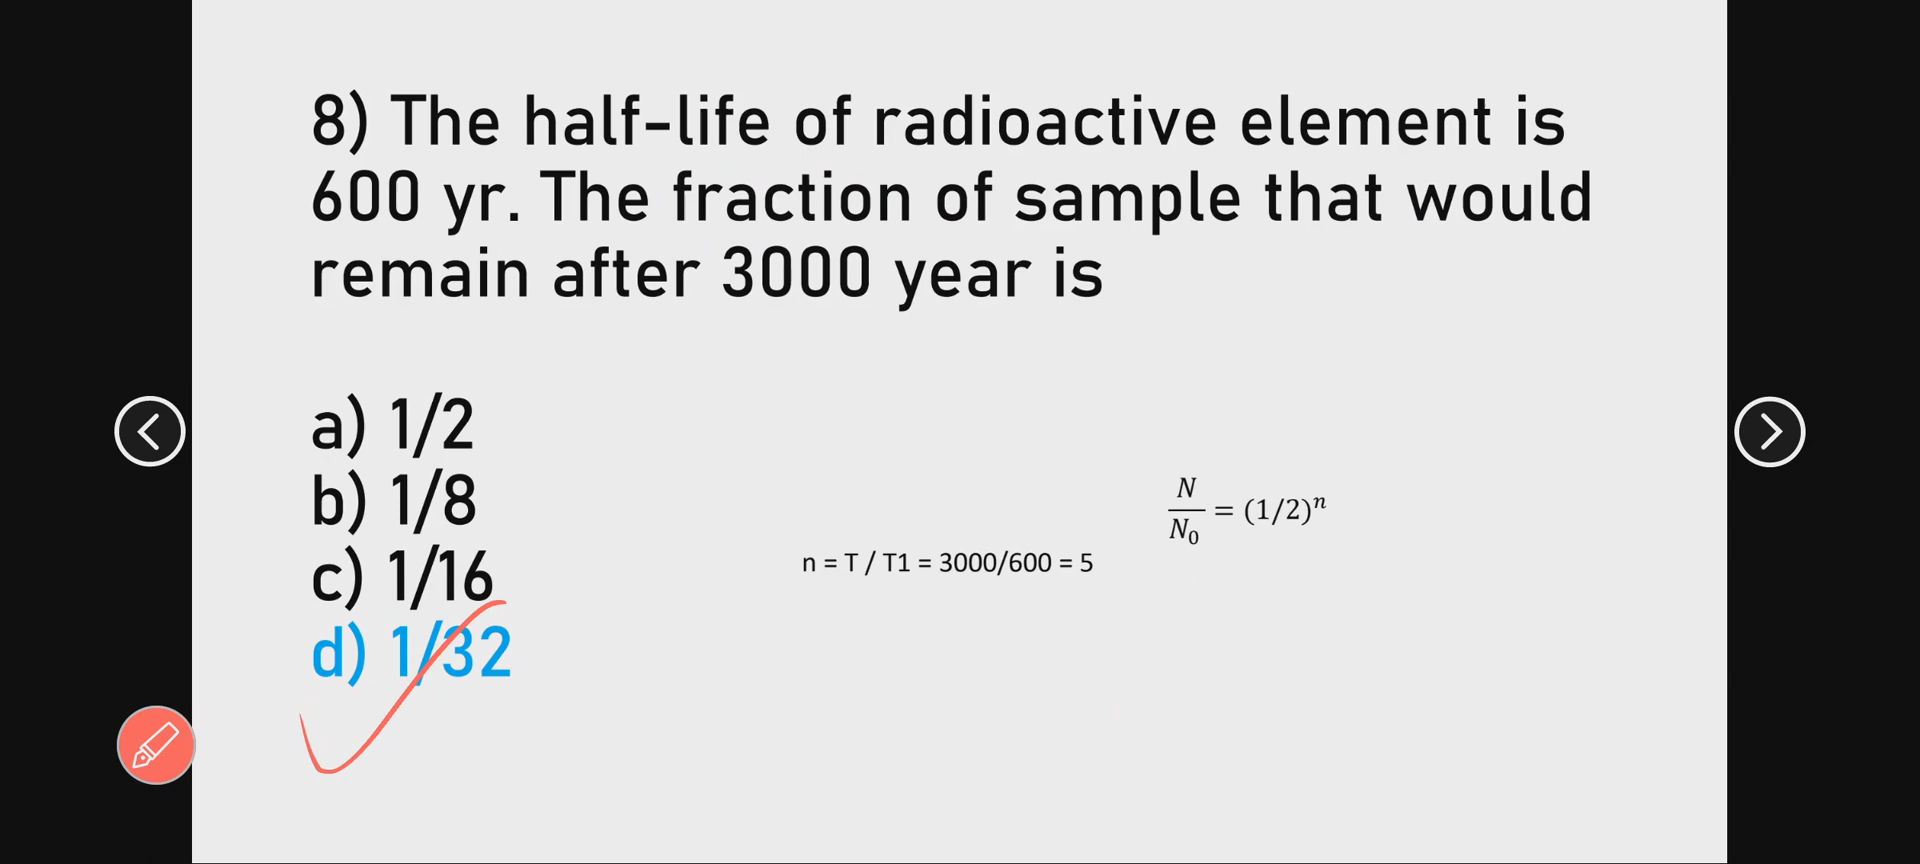 8) The half-life of radioactive element is
600 yr. The fraction of sample that would
remain after 3000 year is
a) 1/2
b) 1/8
c) 1/16
d) 1/32
n = T / T1 = 3000/600 = 5
N/N₀ = (1/2)ⁿ